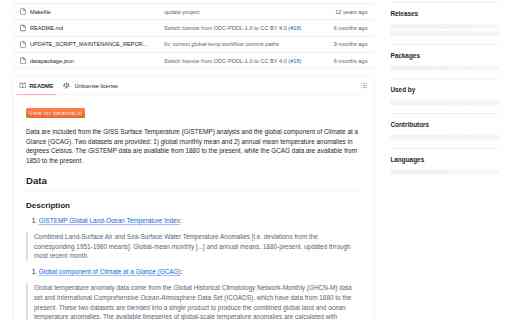 Makefile update project 12 years ago
README.md Switch license from ODC-PDDL-1.0 to CC BY 4.0 (#19) 6 months ago
UPDATE_SCRIPT_MAINTENANCE_REPOR... fix: correct global-temp workflow commit paths 9 months ago
datapackage.json Switch license from ODC-PDDL-1.0 to CC BY 4.0 (#19) 6 months ago
README Unlicense license
View on datahub.io
Data are included from the GISS Surface Temperature (GISTEMP) analysis and the global component of Climate at a
Glance (GCAG). Two datasets are provided: 1) global monthly mean and 2) annual mean temperature anomalies in
degrees Celsius. The GISTEMP data are available from 1880 to the present, while the GCAG data are available from
1850 to the present.
Data
Description
1. GISTEMP Global Land-Ocean Temperature Index:
Combined Land-Surface Air and Sea-Surface Water Temperature Anomalies [i.e. deviations from the
corresponding 1951-1980 means]. Global-mean monthly [...] and annual means, 1880-present, updated through
most recent month.
1. Global component of Climate at a Glance (GCAG):
Global temperature anomaly data come from the Global Historical Climatology Network-Monthly (GHCN-M) data
set and International Comprehensive Ocean-Atmosphere Data Set (ICOADS), which have data from 1880 to the
present. These two datasets are blended into a single product to produce the combined global land and ocean
temperature anomalies. The available timeseries of global-scale temperature anomalies are calculated with
Releases
Packages
Used by
Contributors
Languages